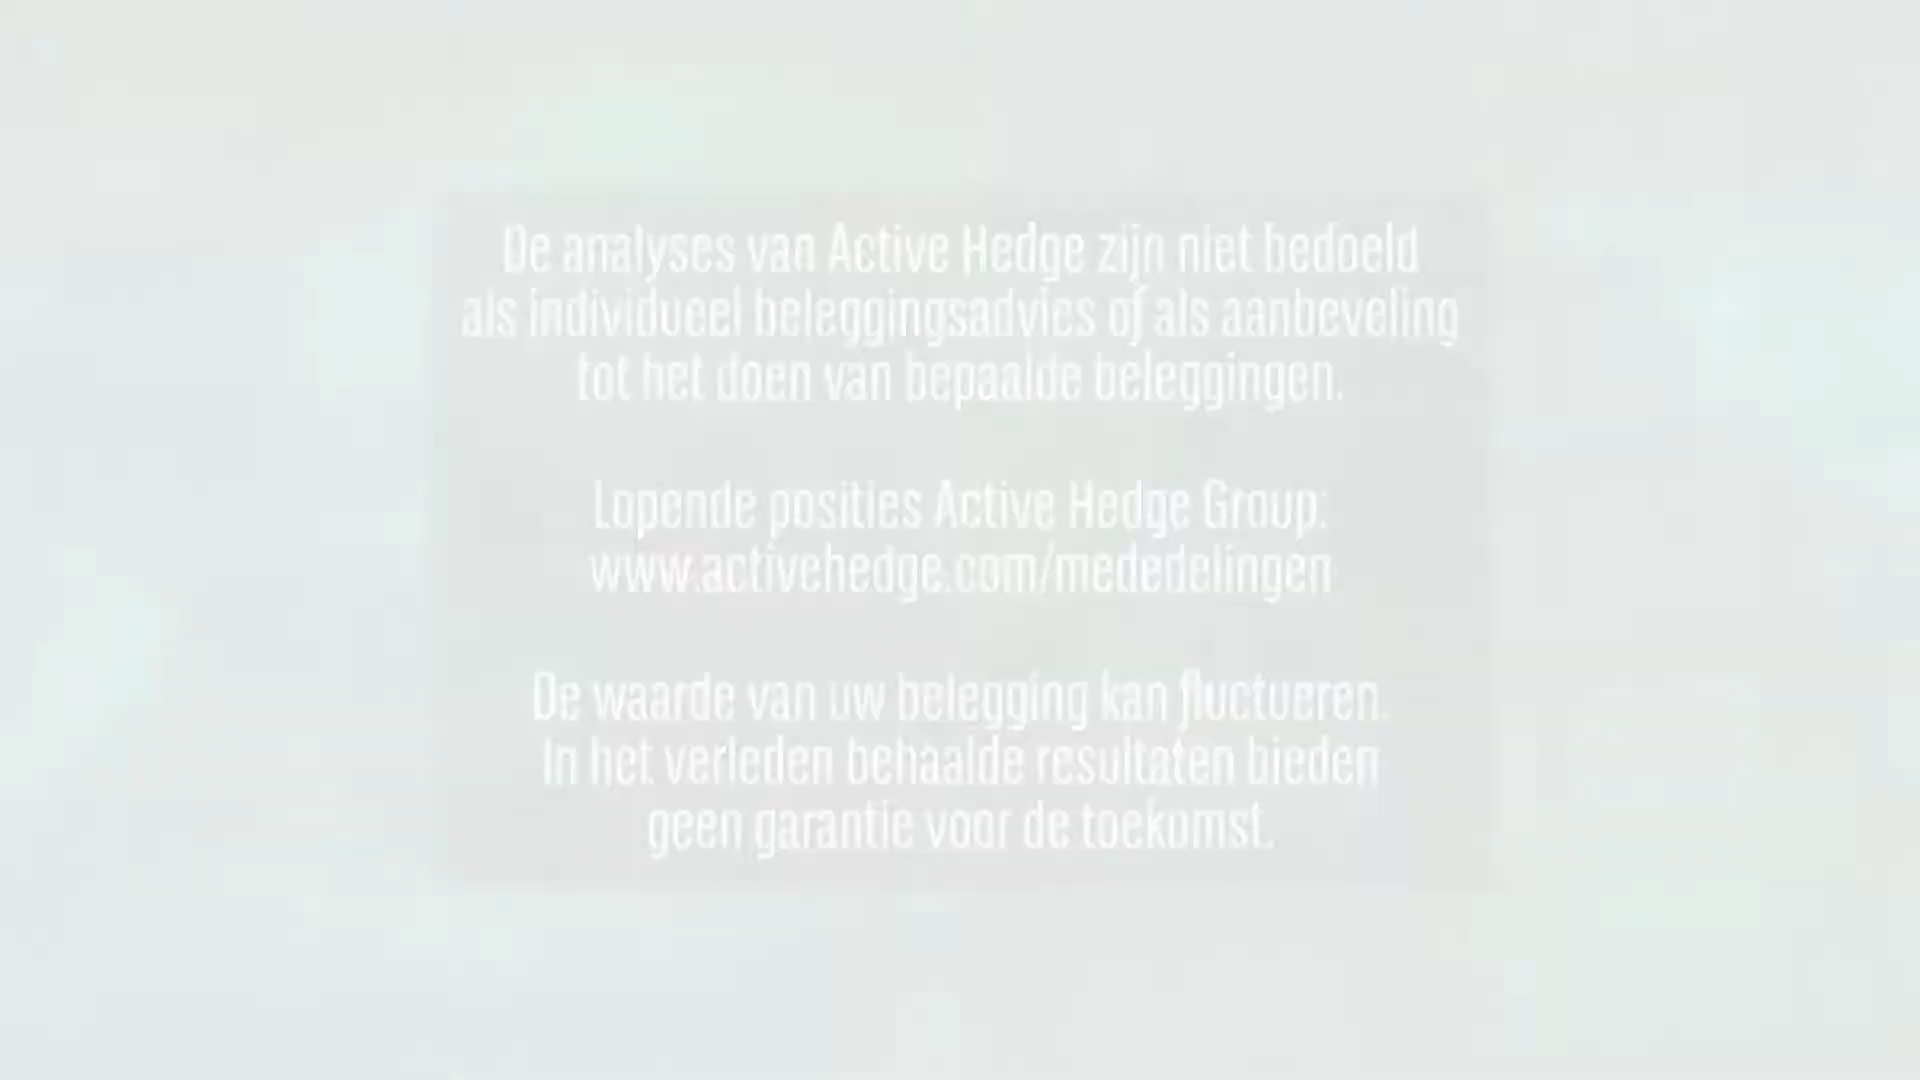 De analyses van Active Hedge zijn niet bedoeld
als individueel beleggingsadvies of als aanbeveling
tot het doen van bepaalde beleggingen.
Lopende posities Active Hedge Group:
www.activehedge.com/mededelingen
De waarde van uw belegging kan fluctueren.
In het verleden behaalde resultaten bieden
geen garantie voor de toekomst.